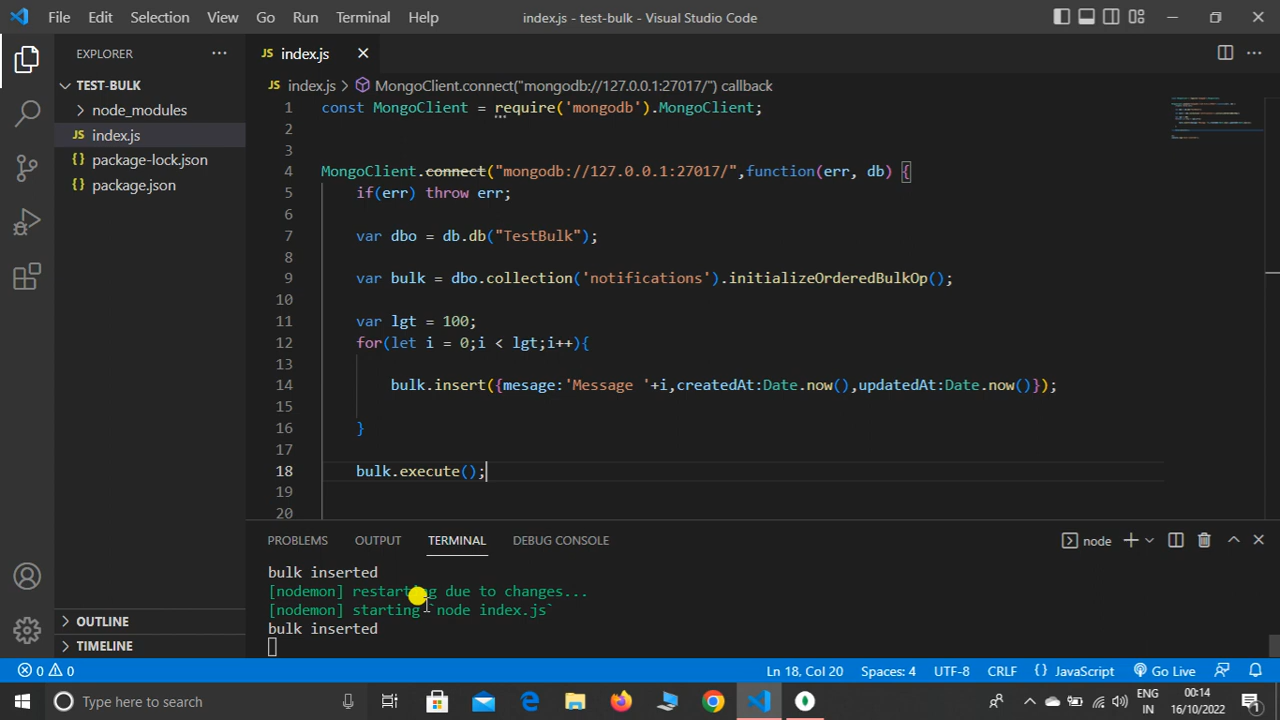 File Edit Selection View Go Run Terminal Help index.js - test-bulk - Visual Studio Code
EXPLORER ···
TEST-BULK
node_modules
JS index.js
{} package-lock.json
{} package.json
OUTLINE
TIMELINE
JS index.js
JS index.js > MongoClient.connect("mongodb://127.0.0.1:27017/") callback
1 const MongoClient = require('mongodb').MongoClient;
2
3
4 MongoClient.connect("mongodb://127.0.0.1:27017/",function(err, db) {
5 if(err) throw err;
6
7 var dbo = db.db("TestBulk");
8
9 var bulk = dbo.collection('notifications').initializeOrderedBulkOp();
10
11 var lgt = 100;
12 for(let i = 0;i < lgt;i++){
13
14 bulk.insert({mesage:'Message '+i,createdAt:Date.now(),updatedAt:Date.now()});
15
16 }
17
18 bulk.execute();
19
20
PROBLEMS OUTPUT TERMINAL DEBUG CONSOLE node
bulk inserted
[nodemon] restarting due to changes...
[nodemon] starting `node index.js`
bulk inserted
0 0 Ln 18, Col 20 Spaces: 4 UTF-8 CRLF {} JavaScript Go Live
Type here to search
ENG 00:14
IN 16/10/2022
1